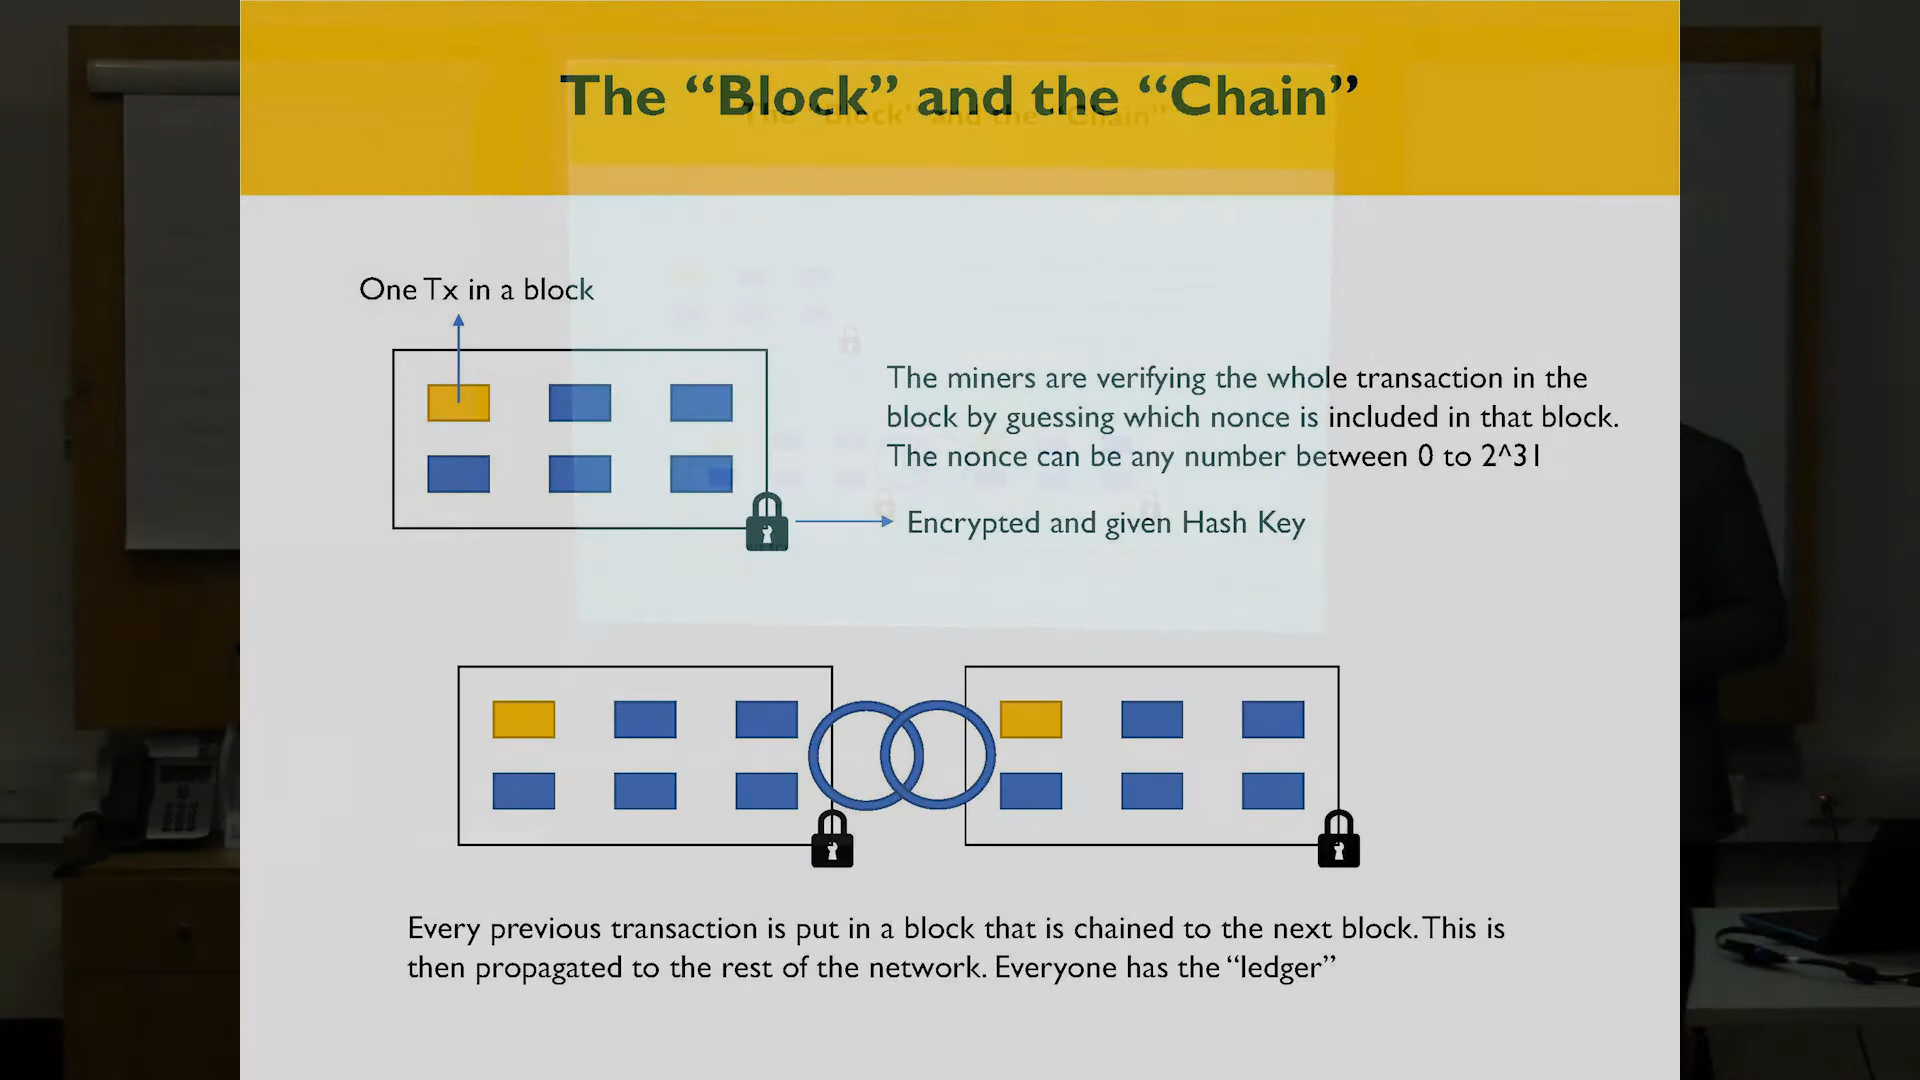 The “Block” and the “Chain”
One Tx in a block
The miners are verifying the whole transaction in the
block by guessing which nonce is included in that block.
The nonce can be any number between 0 to 2^31
Encrypted and given Hash Key
Every previous transaction is put in a block that is chained to the next block. This is
then propagated to the rest of the network. Everyone has the “ledger”